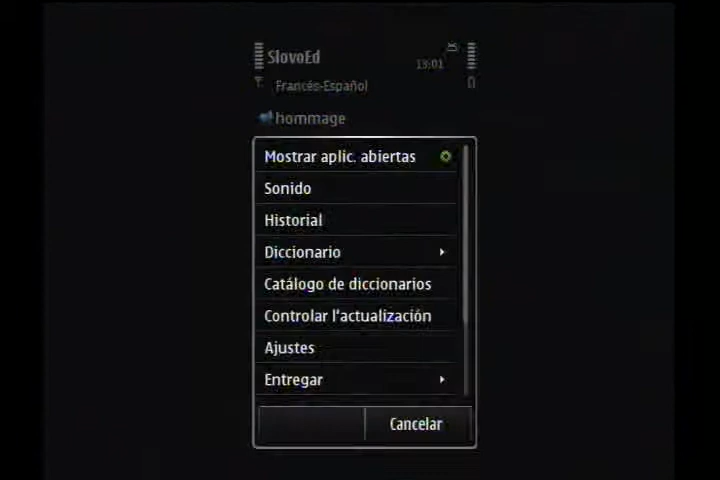 SlovoEd
13:01
Francés-Español
hommage
Mostrar aplic. abiertas
Sonido
Historial
Diccionario
Catálogo de diccionarios
Controlar l'actualización
Ajustes
Entregar
Cancelar